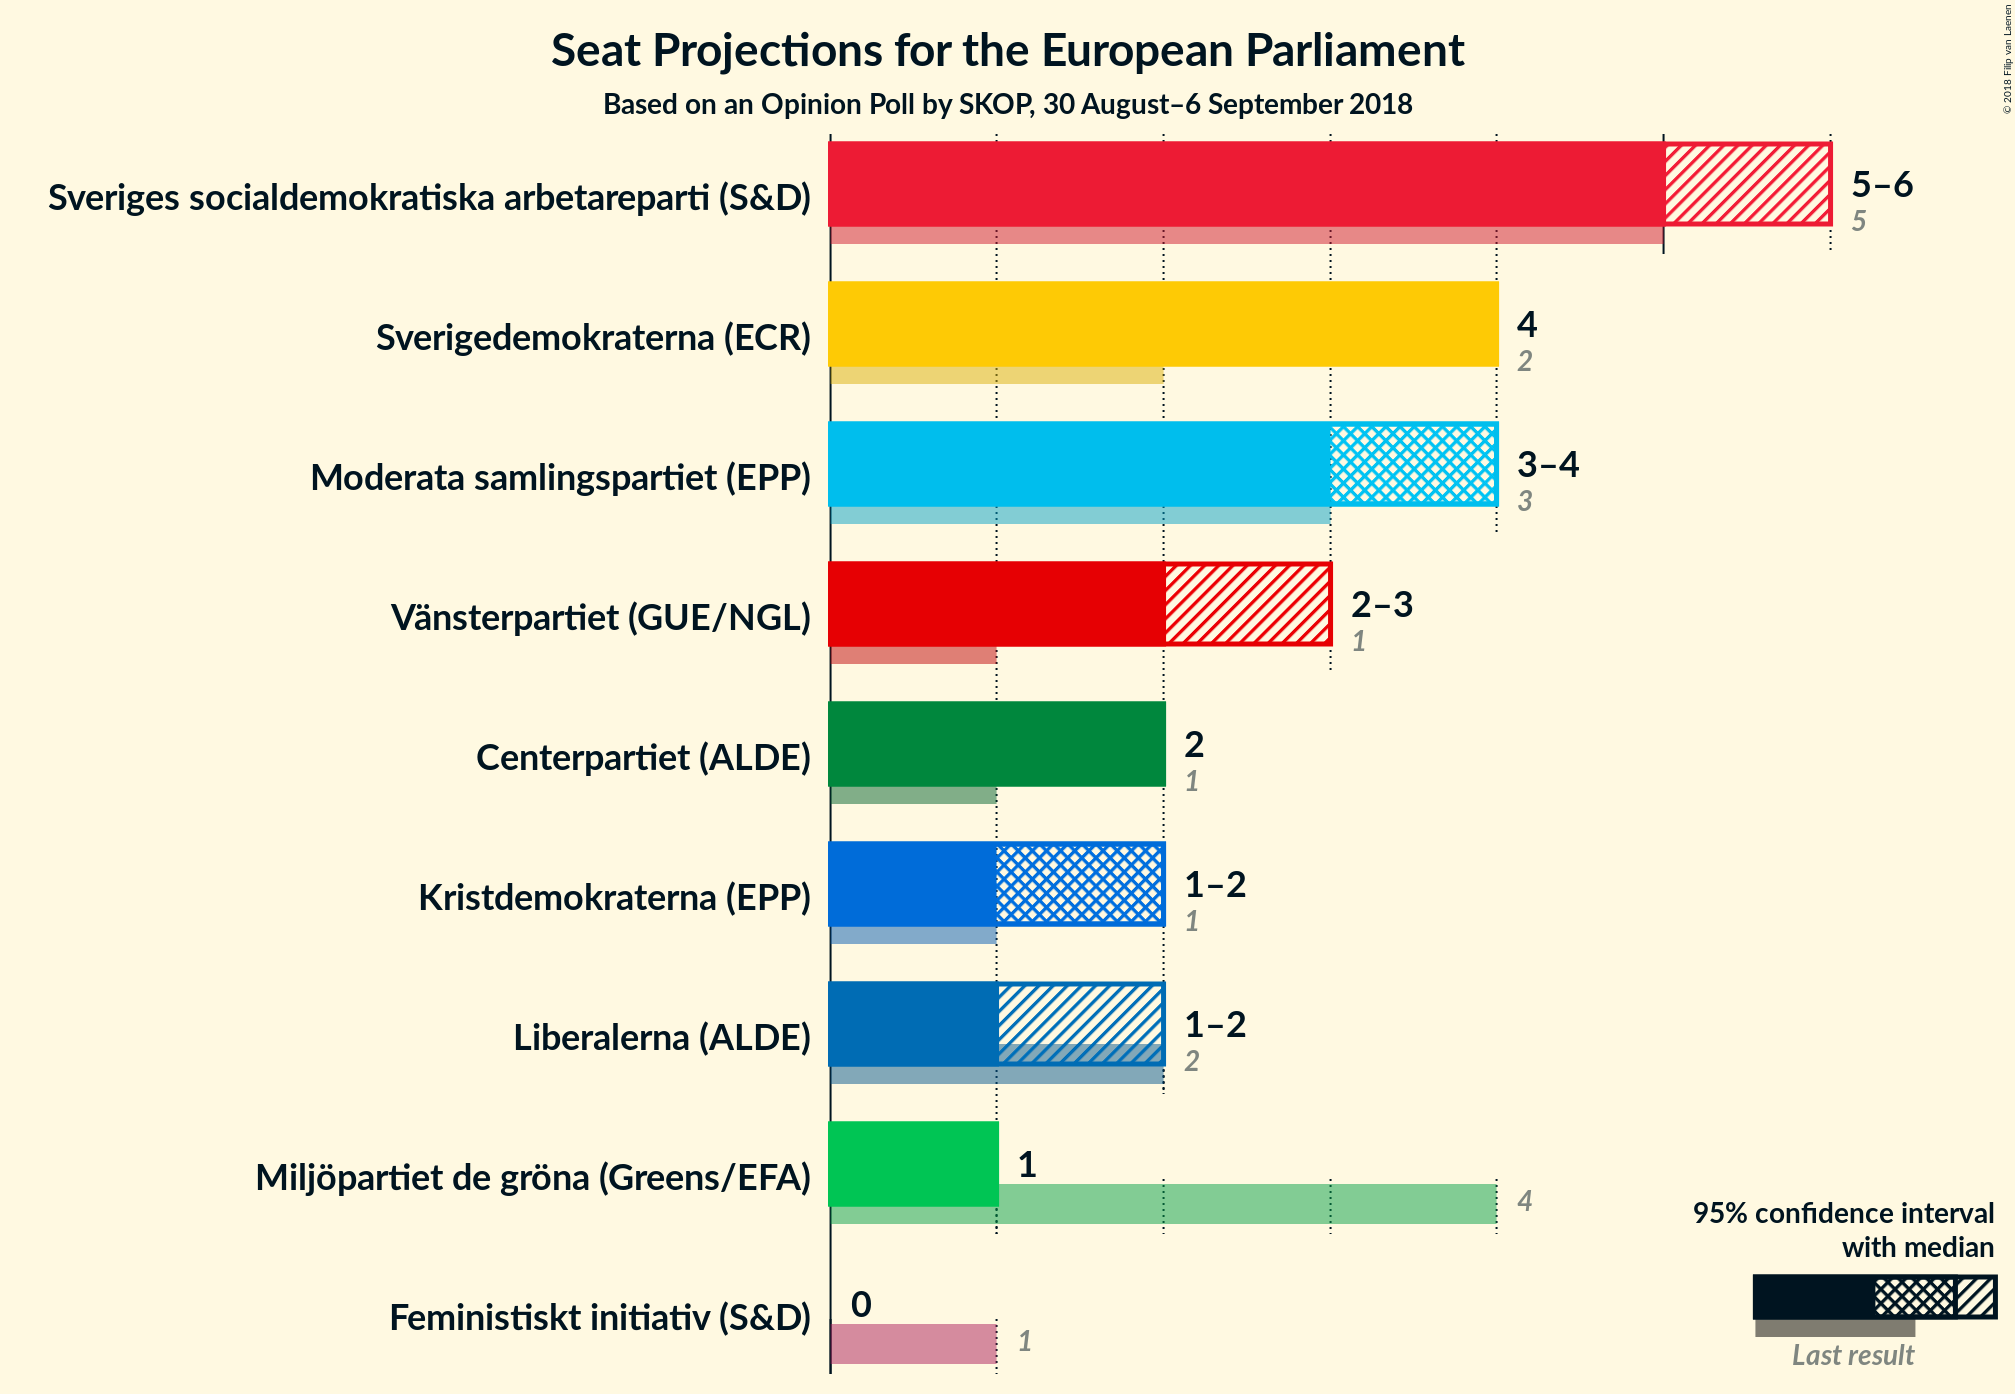 Seat Projections for the European Parliament
Based on an Opinion Poll by SKOP, 30 August–6 September 2018
© 2018 Filip van Laenen
Sveriges socialdemokratiska arbetareparti (S&D)
5–6
5
Sverigedemokraterna (ECR)
4
2
Moderata samlingspartiet (EPP)
3–4
3
Vänsterpartiet (GUE/NGL)
2–3
1
Centerpartiet (ALDE)
2
1
Kristdemokraterna (EPP)
1–2
1
Liberalerna (ALDE)
1–2
2
Miljöpartiet de gröna (Greens/EFA)
1
4
Feministiskt initiativ (S&D)
0
1
95% confidence interval
with median
Last result